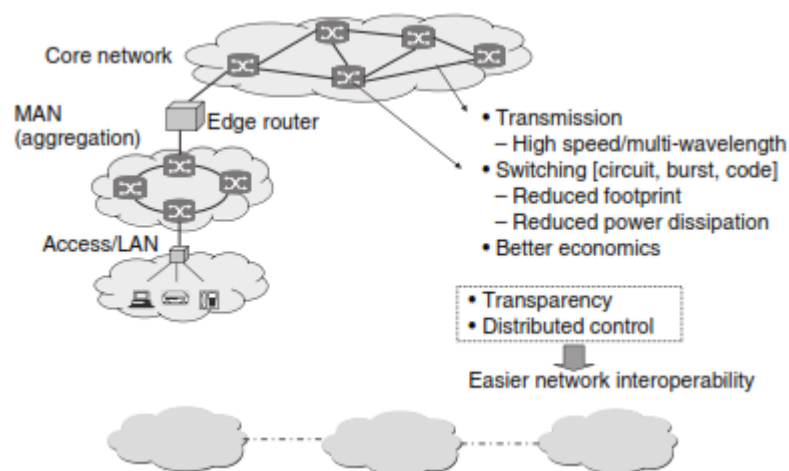 Core network
MAN
(aggregation)
Edge router
Access/LAN
• Transmission
– High speed/multi-wavelength
• Switching [circuit, burst, code]
– Reduced footprint
– Reduced power dissipation
• Better economics
• Transparency
• Distributed control
Easier network interoperability